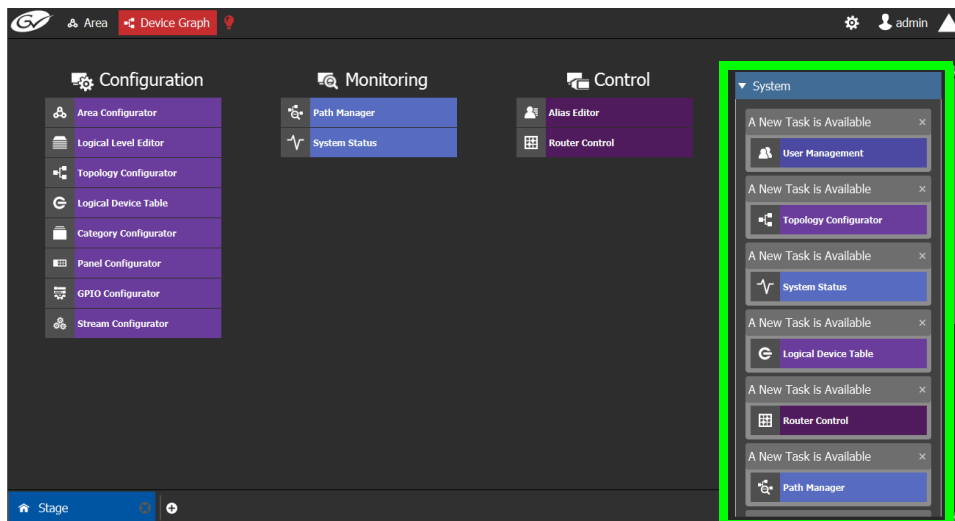 GV Area Device Graph admin
Configuration
Area Configurator
Logical Level Editor
Topology Configurator
Logical Device Table
Category Configurator
Panel Configurator
GPIO Configurator
Stream Configurator
Monitoring
Path Manager
System Status
Control
Alias Editor
Router Control
System
A New Task is Available
User Management
A New Task is Available
Topology Configurator
A New Task is Available
System Status
A New Task is Available
Logical Device Table
A New Task is Available
Router Control
A New Task is Available
Path Manager
Stage